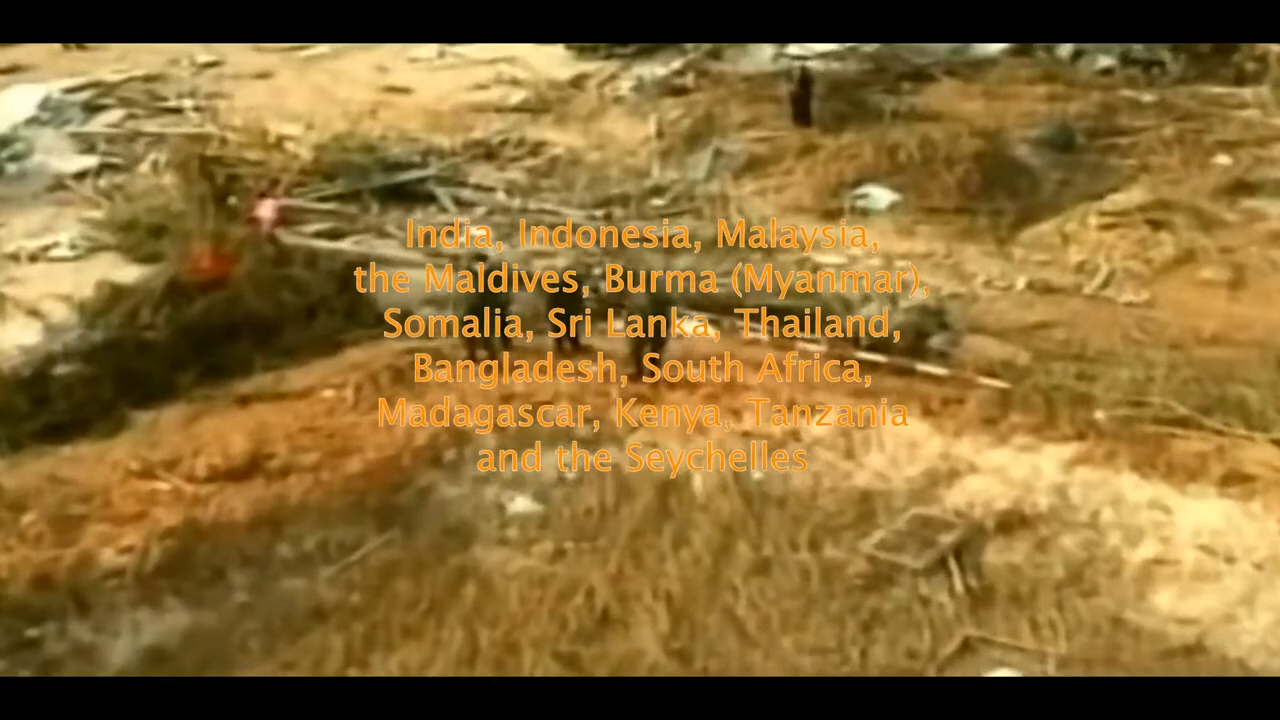 India, Indonesia, Malaysia,
the Maldives, Burma (Myanmar),
Somalia, Sri Lanka, Thailand,
Bangladesh, South Africa,
Madagascar, Kenya, Tanzania
and the Seychelles